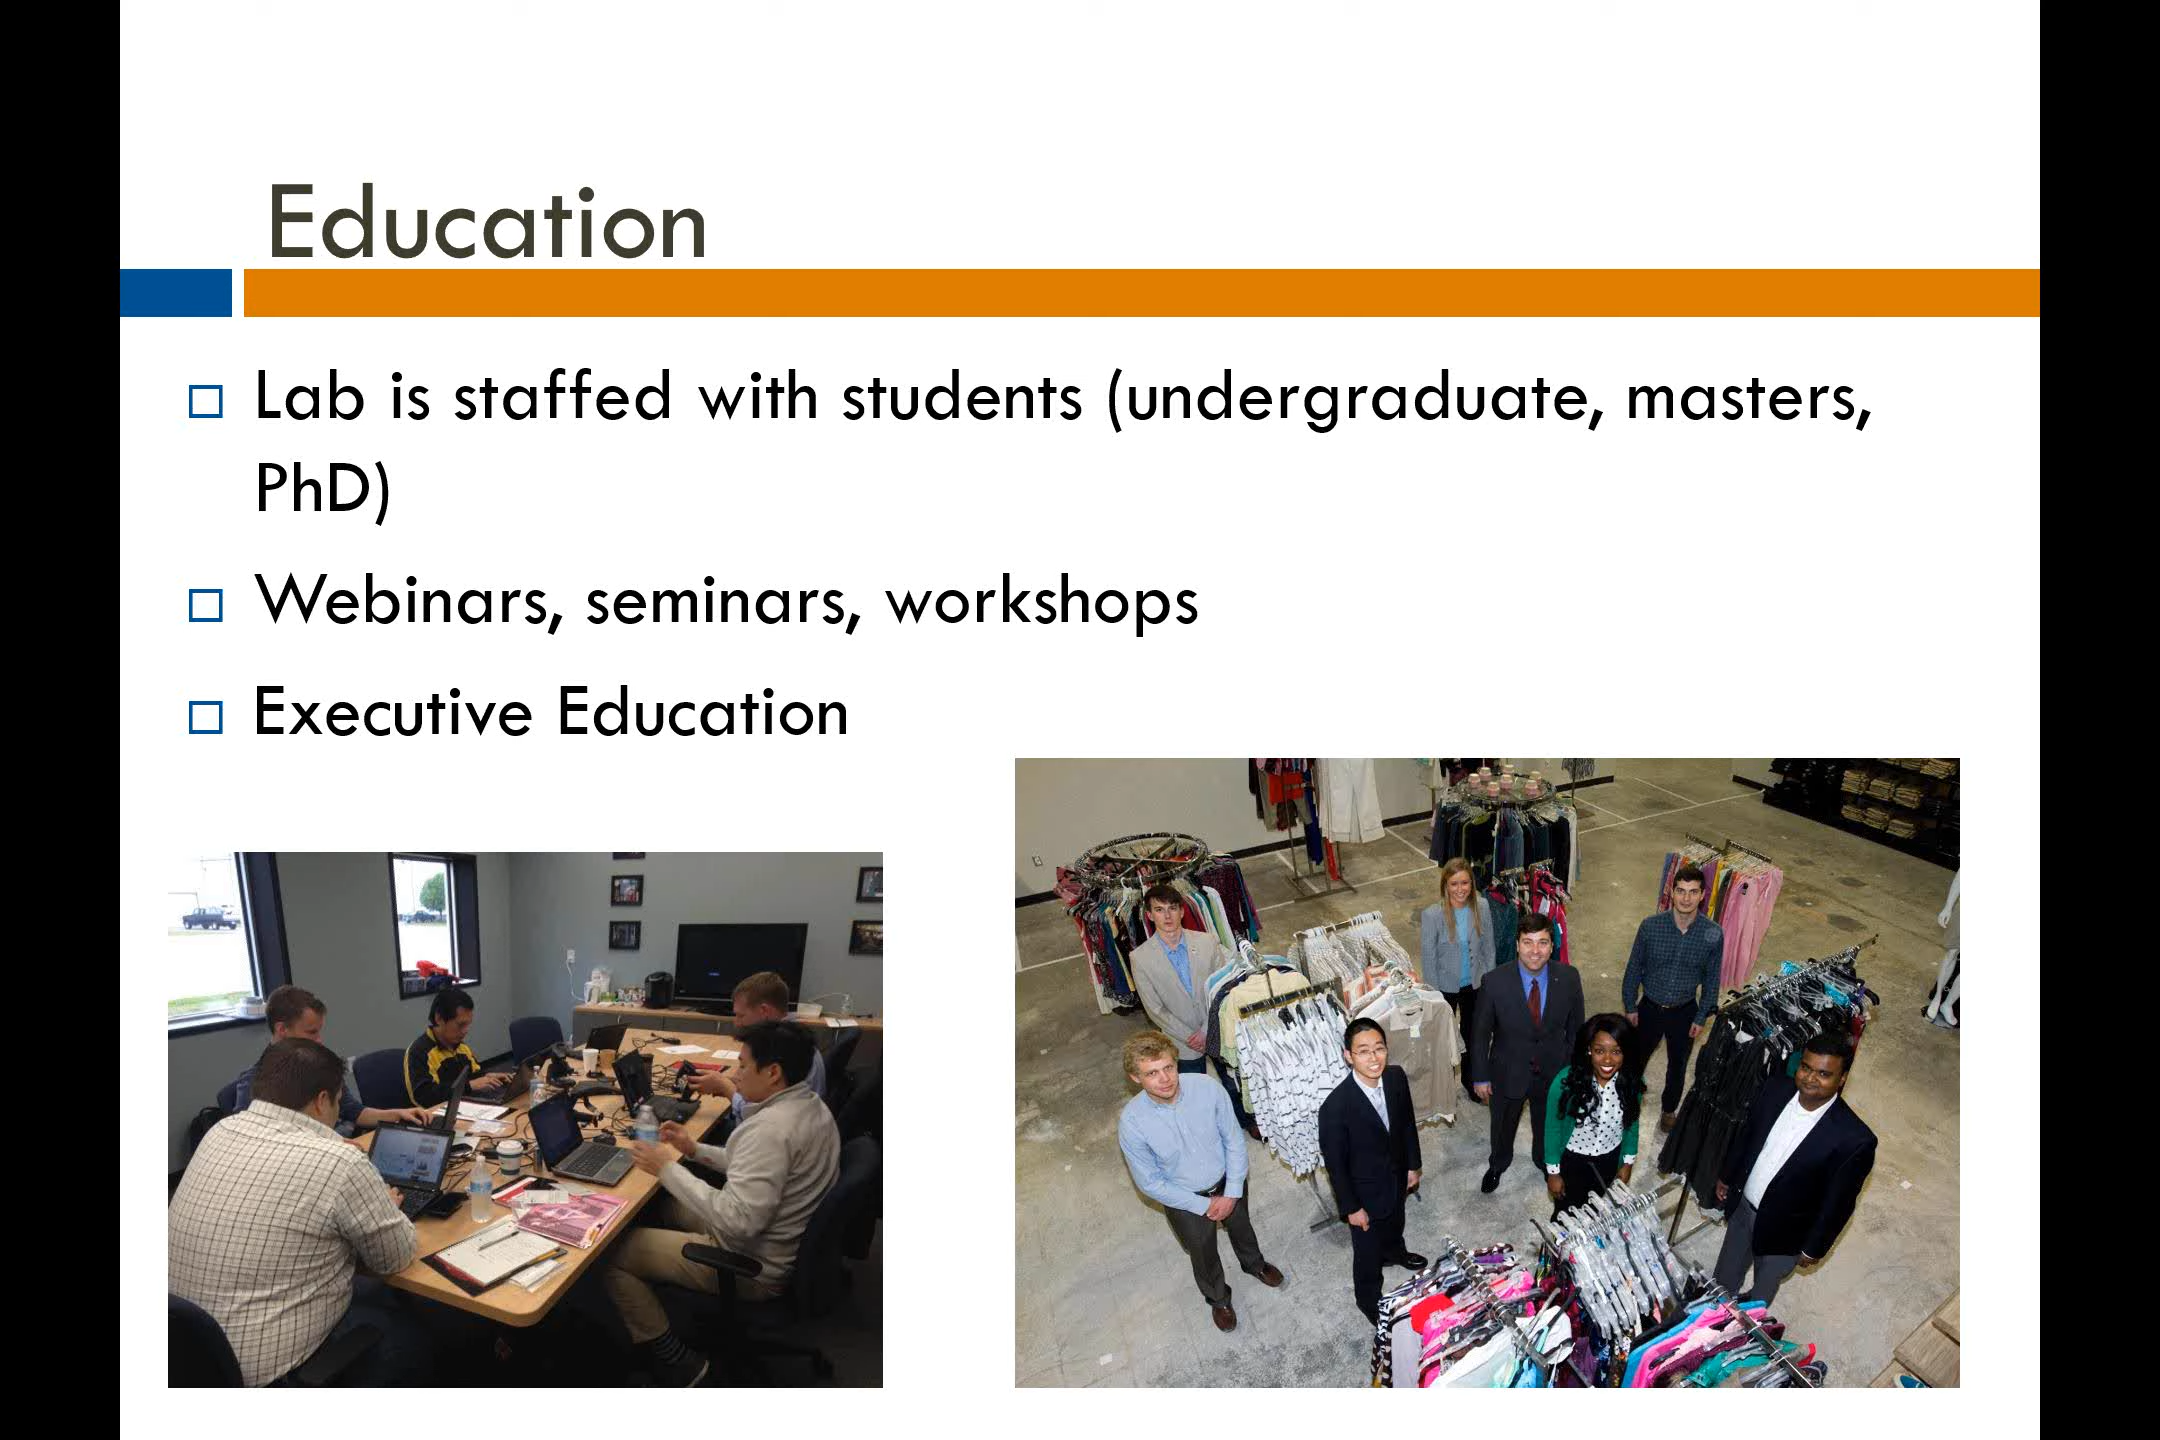 Education
Lab is staffed with students (undergraduate, masters,
PhD)
Webinars, seminars, workshops
Executive Education